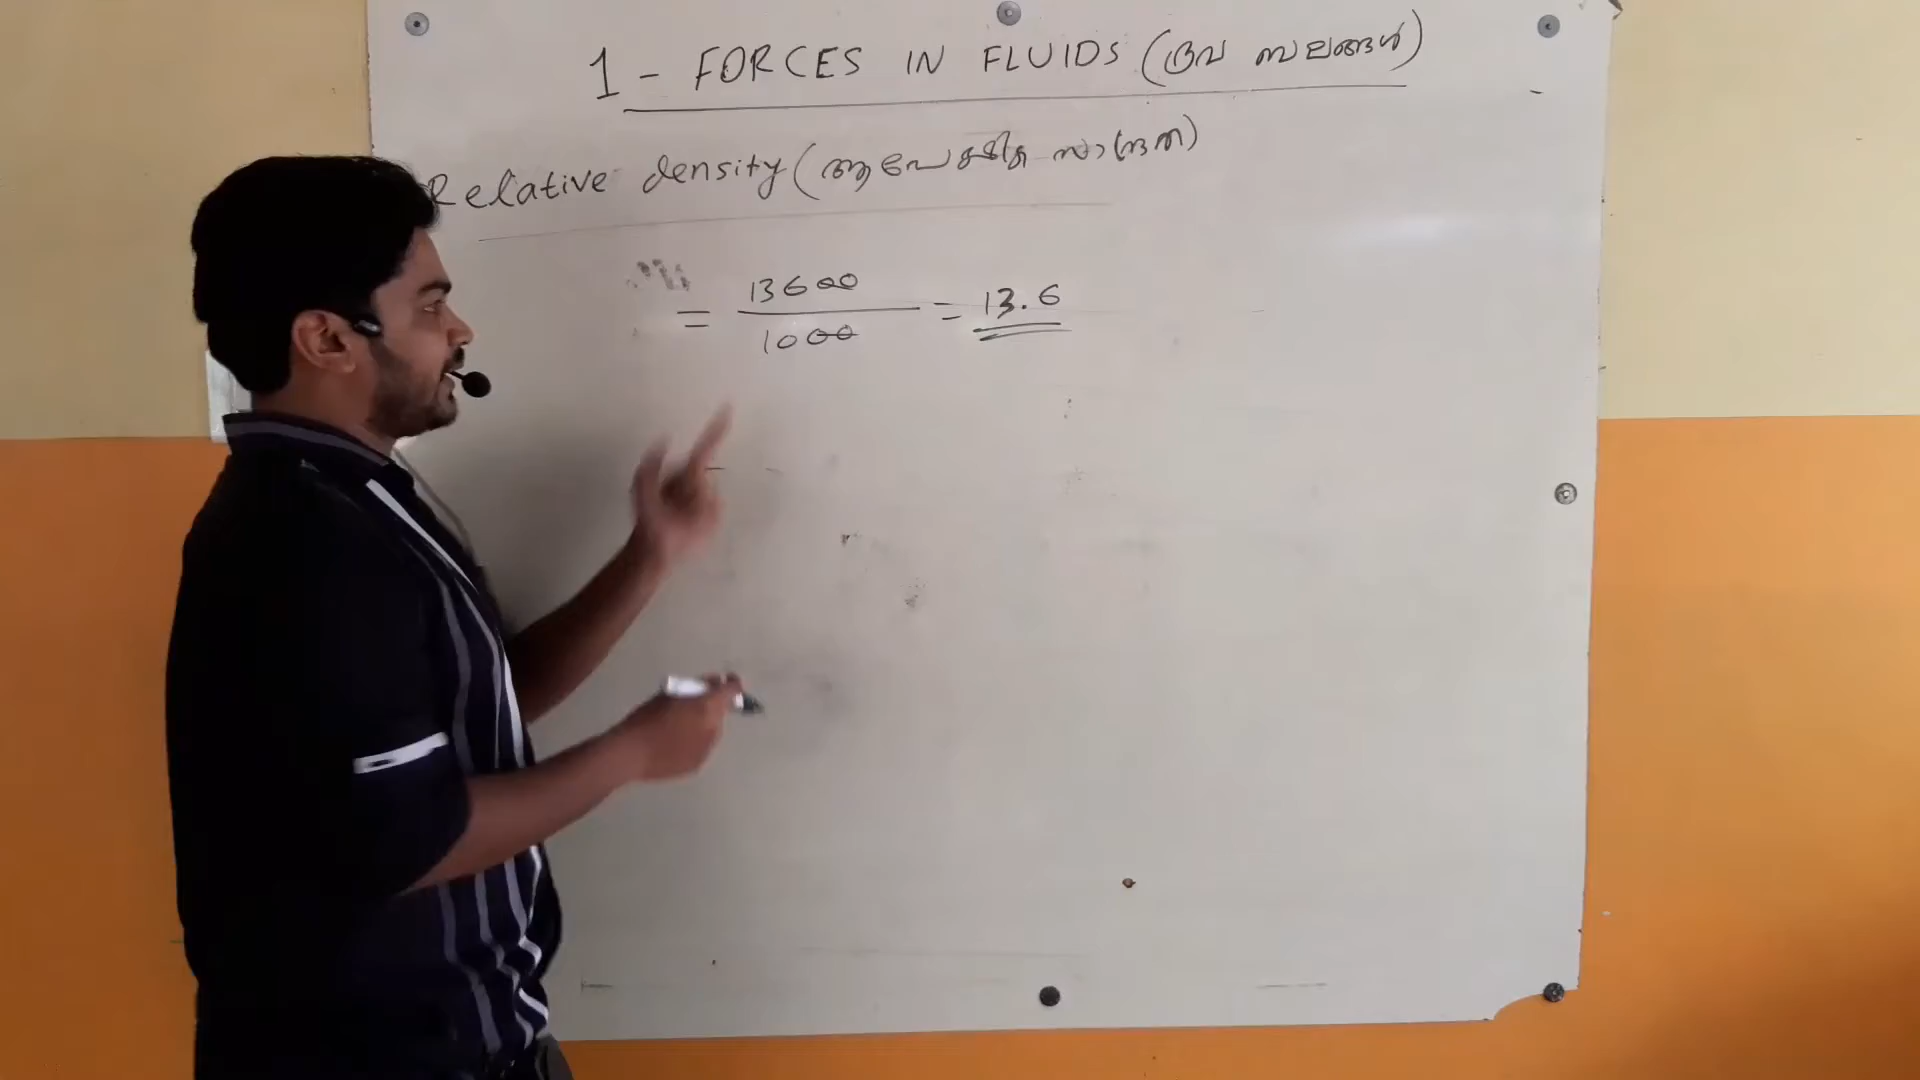 1 - FORCES IN FLUIDS (ദ്രവ ബലങ്ങൾ)
Relative density (ആപേക്ഷിക സാന്ദ്രത)
= 13600 / 1000 = 13.6